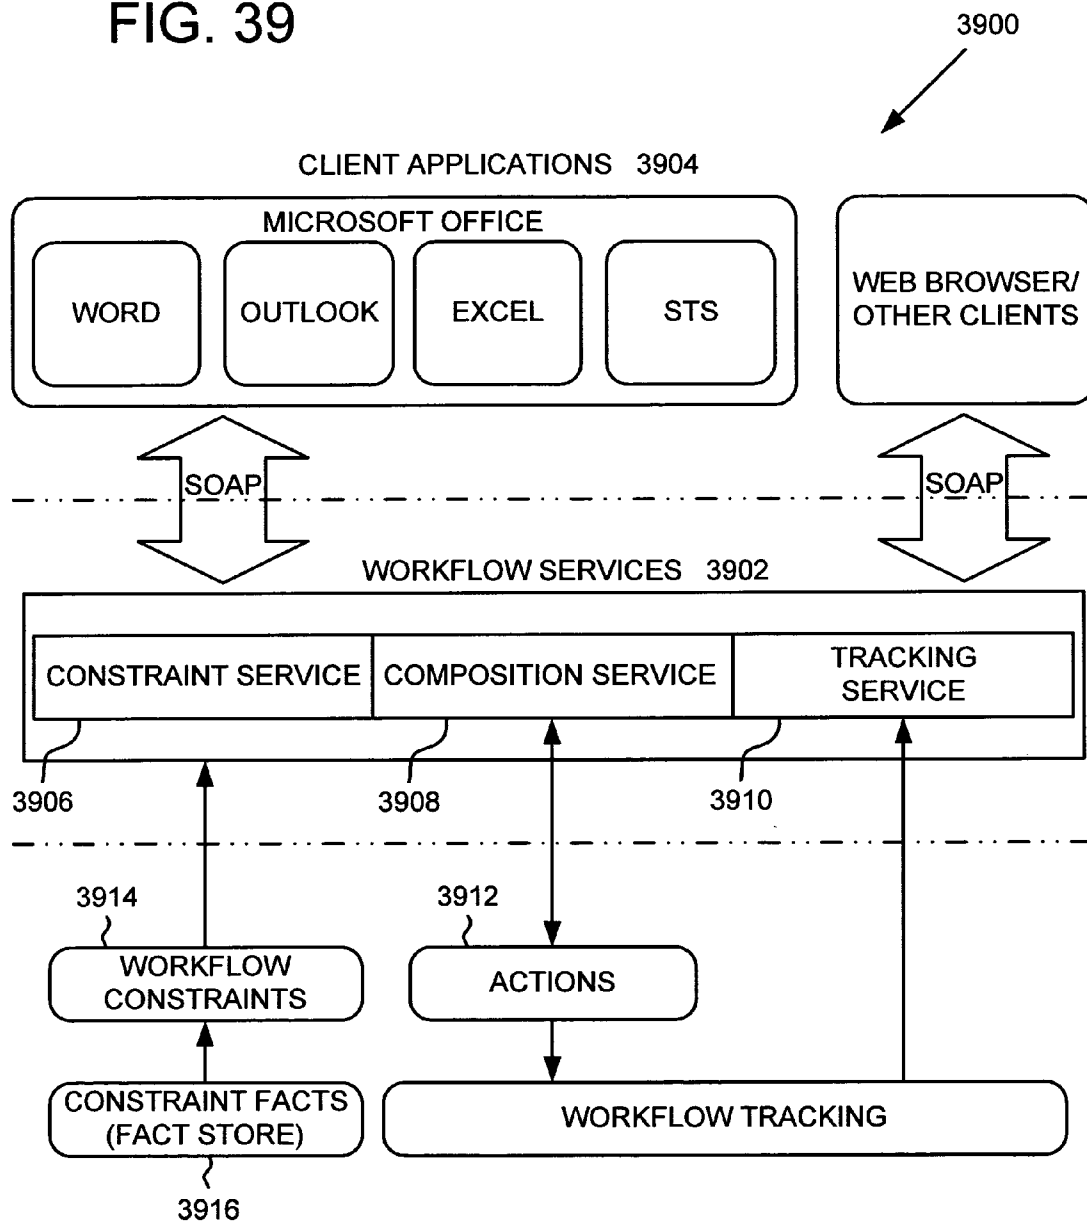 FIG. 39
3900
CLIENT APPLICATIONS 3904
MICROSOFT OFFICE
WORD
OUTLOOK
EXCEL
STS
WEB BROWSER/
OTHER CLIENTS
SOAP
SOAP
WORKFLOW SERVICES 3902
CONSTRAINT SERVICE
COMPOSITION SERVICE
TRACKING
SERVICE
3906
3908
3910
3914
3912
WORKFLOW
CONSTRAINTS
ACTIONS
CONSTRAINT FACTS
(FACT STORE)
WORKFLOW TRACKING
3916